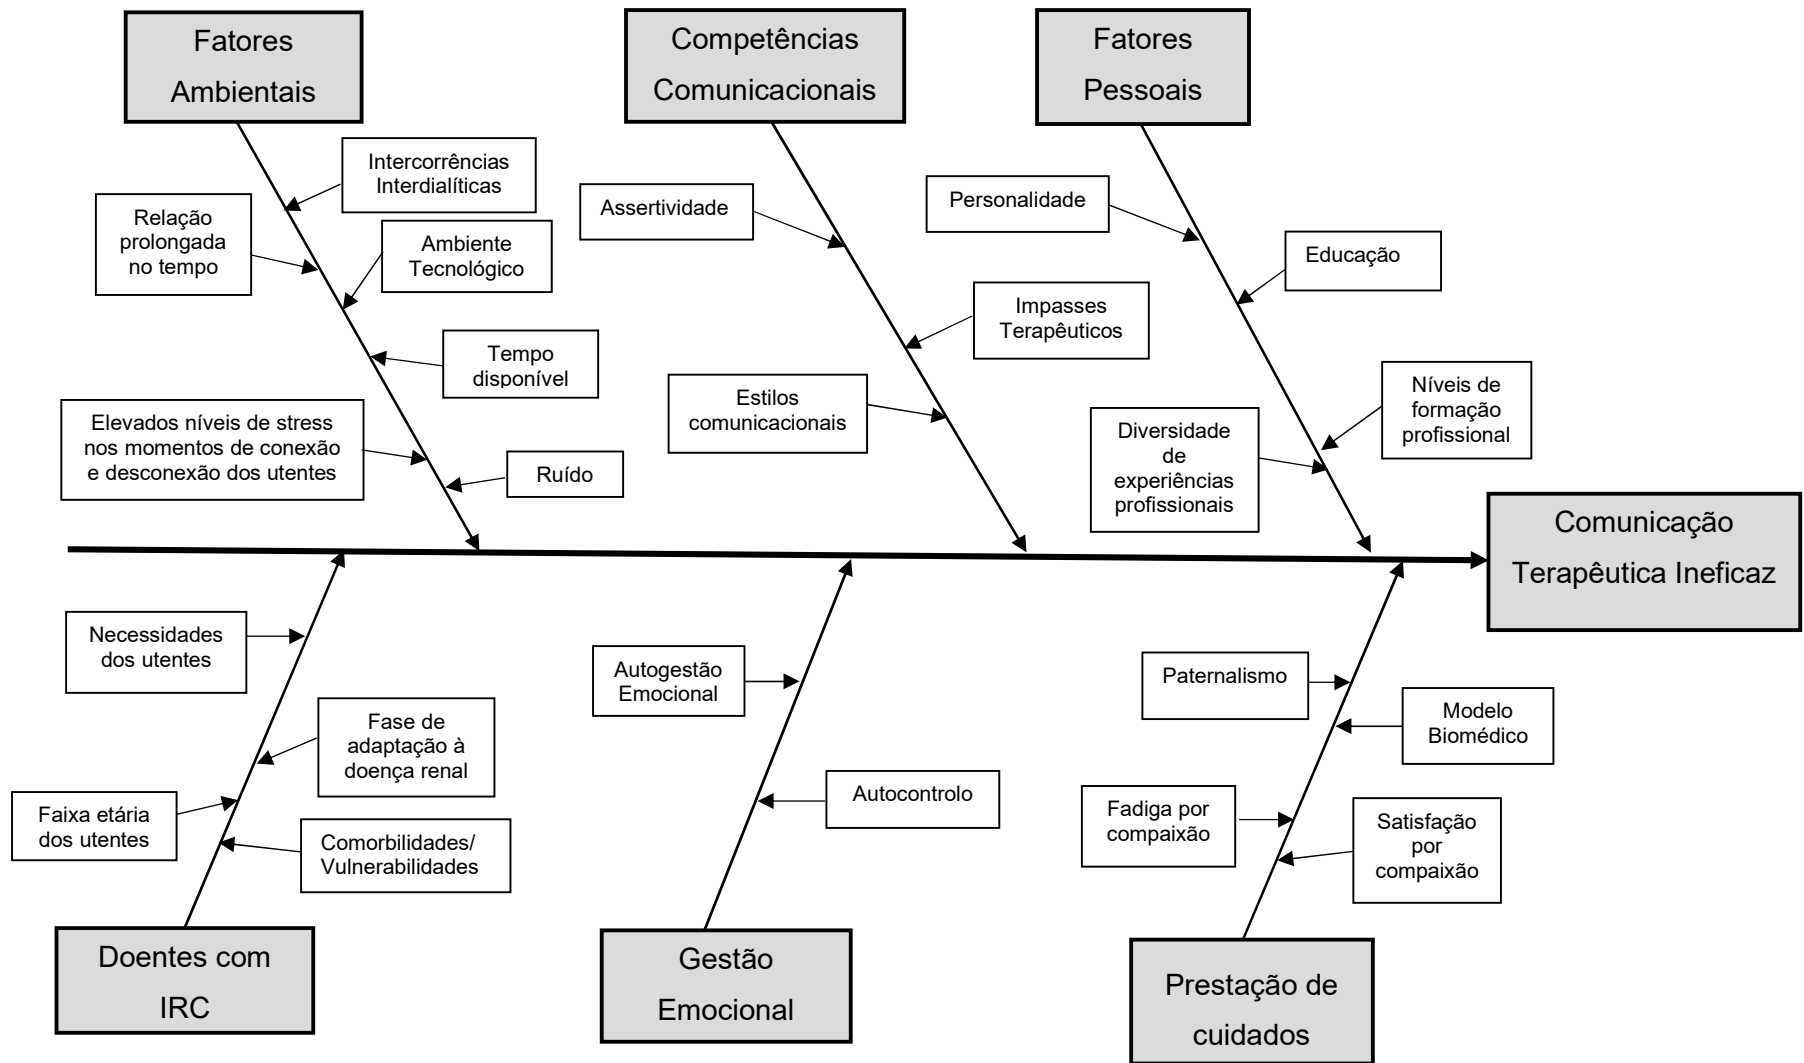 Fatores
Ambientais
Competências
Comunicacionais
Fatores
Pessoais
Intercorrências
Interdialíticas
Relação
prolongada
no tempo
Ambiente
Tecnológico
Tempo
disponível
Elevados níveis de stress
nos momentos de conexão
e desconexão dos utentes
Ruído
Assertividade
Impasses
Terapêuticos
Estilos
comunicacionais
Personalidade
Educação
Níveis de
formação
profissional
Diversidade
de
experiências
profissionais
Comunicação
Terapêutica Ineficaz
Necessidades
dos utentes
Fase de
adaptação à
doença renal
Faixa etária
dos utentes
Comorbilidades/
Vulnerabilidades
Autogestão
Emocional
Autocontrolo
Paternalismo
Modelo
Biomédico
Fadiga por
compaixão
Satisfação
por
compaixão
Doentes com
IRC
Gestão
Emocional
Prestação de
cuidados